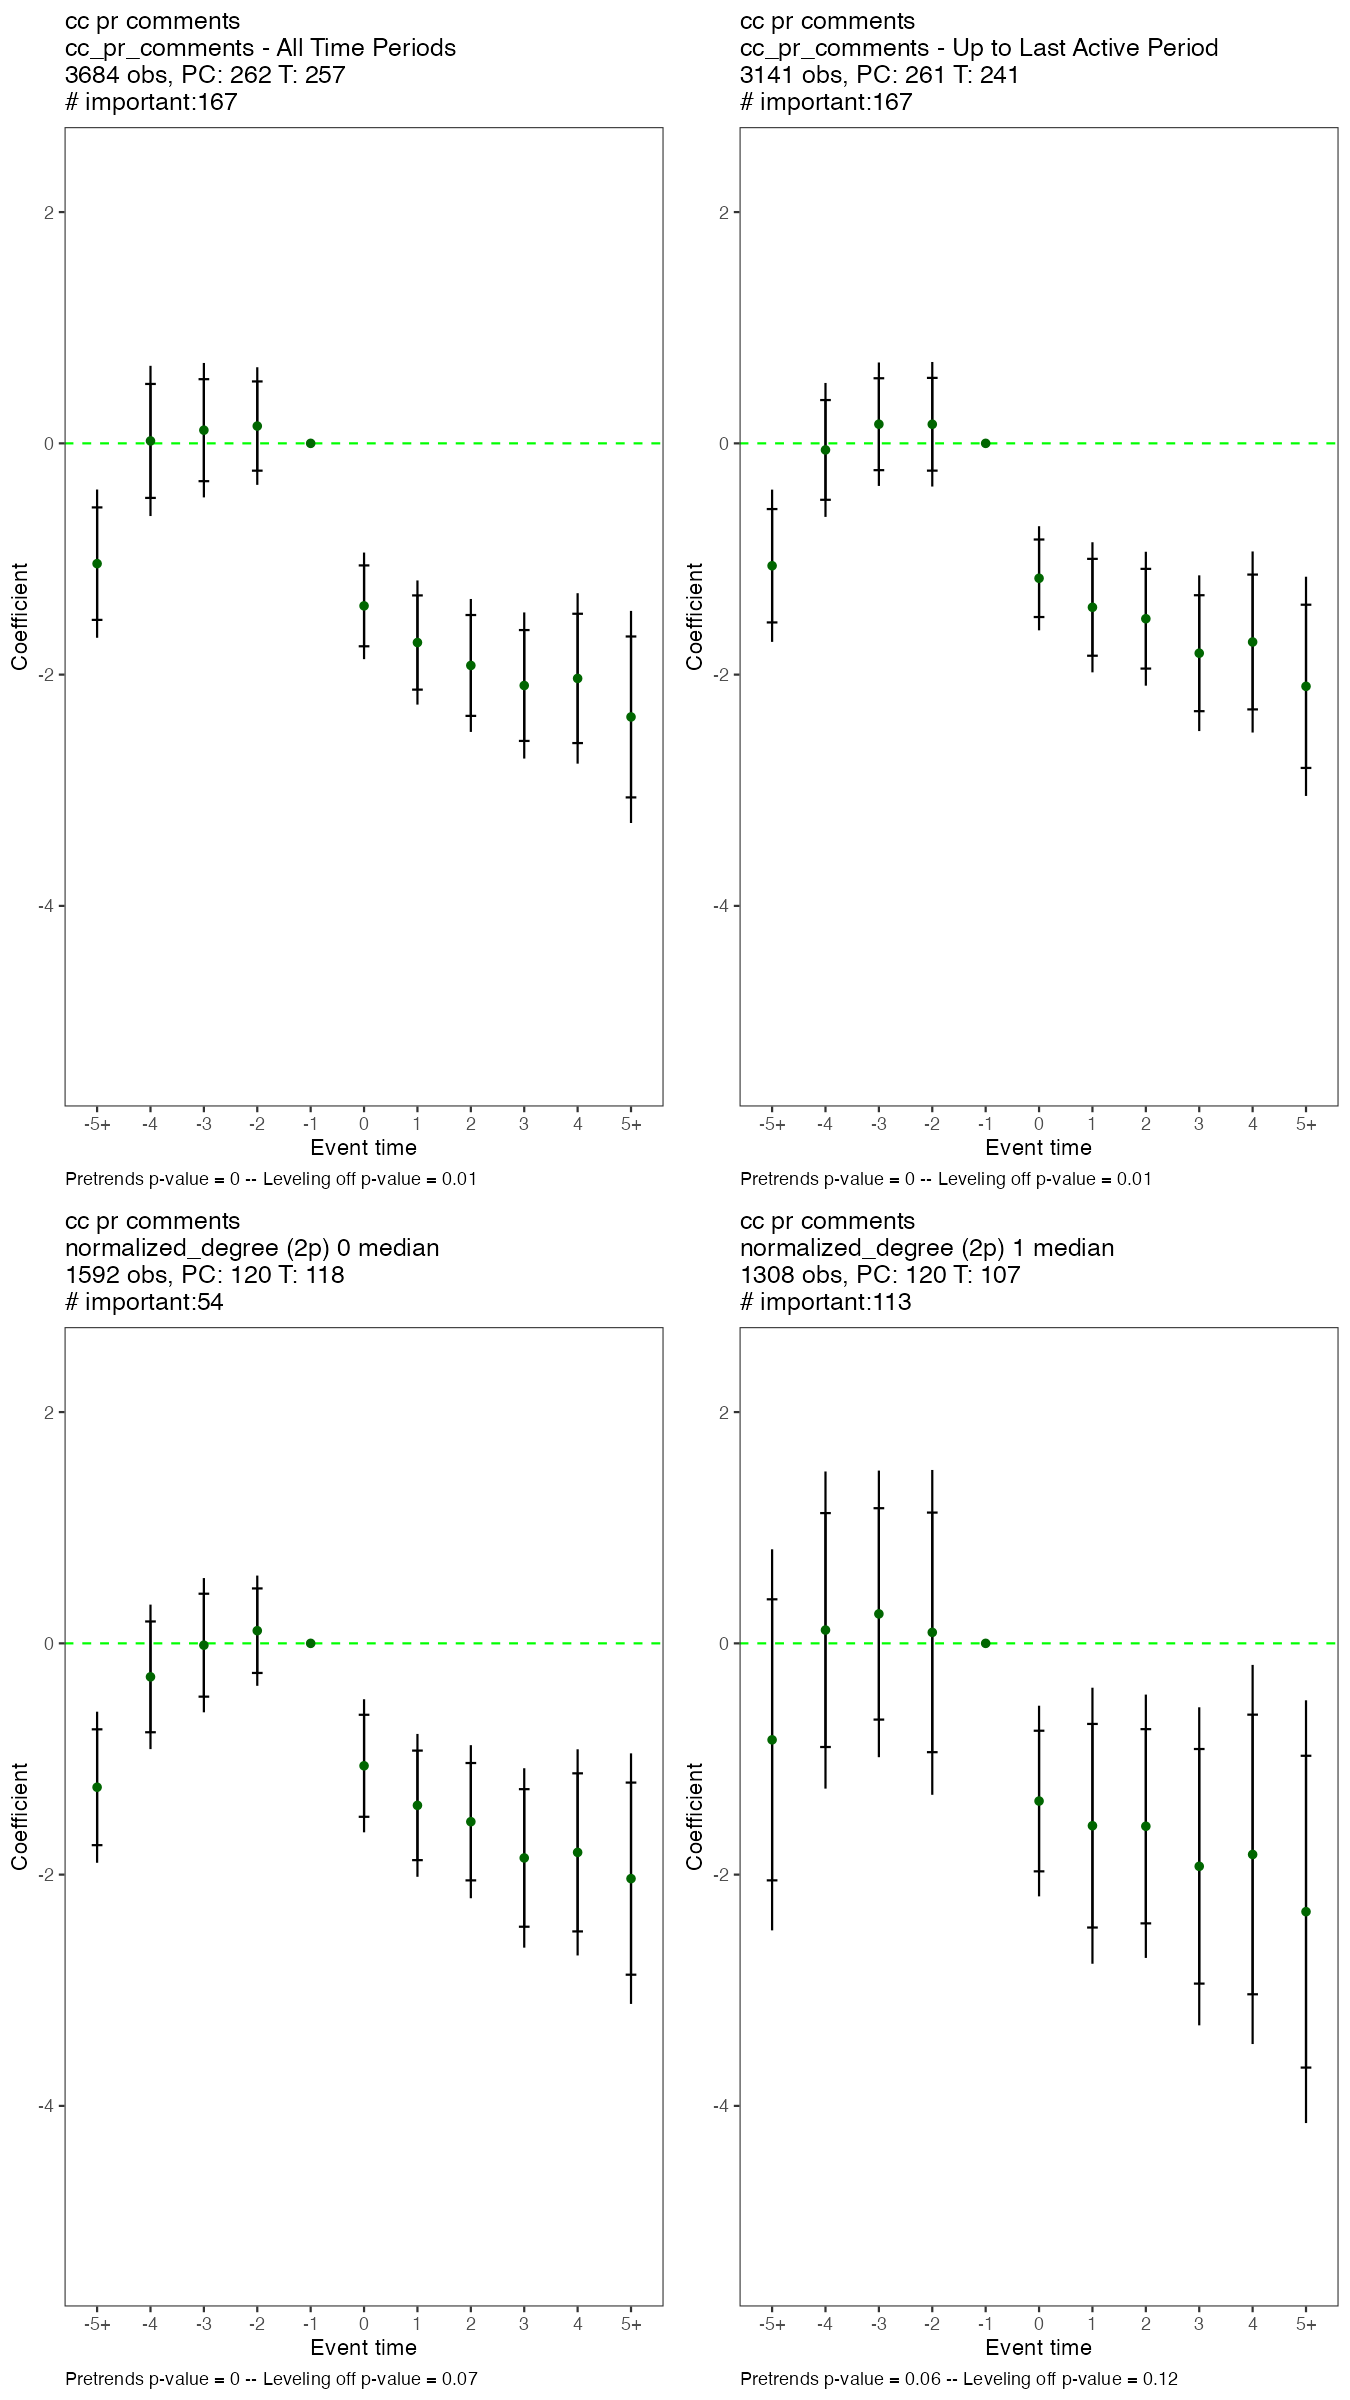 cc pr comments
cc_pr_comments - All Time Periods
3684 obs, PC: 262 T: 257
# important:167
2
0
-2
-4
Coefficient
-5+ -4 -3 -2 -1 0 1 2 3 4 5+
Event time
Pretrends p-value = 0 -- Leveling off p-value = 0.01
cc pr comments
cc_pr_comments - Up to Last Active Period
3141 obs, PC: 261 T: 241
# important:167
2
0
-2
-4
Coefficient
-5+ -4 -3 -2 -1 0 1 2 3 4 5+
Event time
Pretrends p-value = 0 -- Leveling off p-value = 0.01
cc pr comments
normalized_degree (2p) 0 median
1592 obs, PC: 120 T: 118
# important:54
2
0
-2
-4
Coefficient
-5+ -4 -3 -2 -1 0 1 2 3 4 5+
Event time
Pretrends p-value = 0 -- Leveling off p-value = 0.07
cc pr comments
normalized_degree (2p) 1 median
1308 obs, PC: 120 T: 107
# important:113
2
0
-2
-4
Coefficient
-5+ -4 -3 -2 -1 0 1 2 3 4 5+
Event time
Pretrends p-value = 0.06 -- Leveling off p-value = 0.12